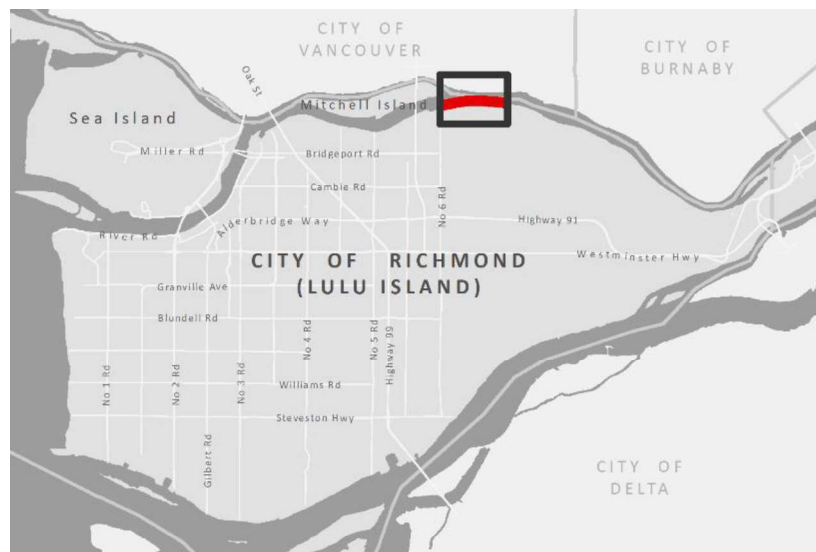 CITY OF
VANCOUVER
CITY OF
BURNABY
Oak St
Mitchell Island
Sea Island
Miller Rd
Bridgeport Rd
Cambie Rd
No 6 Rd
Alderbridge Way
Highway 91
River Rd
Westminster Hwy
CITY OF RICHMOND
(LULU ISLAND)
Granville Ave
Blundell Rd
No 4 Rd
No 5 Rd
Highway 99
No 1 Rd
No 2 Rd
No 3 Rd
Williams Rd
Steveston Hwy
Gilbert Rd
CITY OF
DELTA